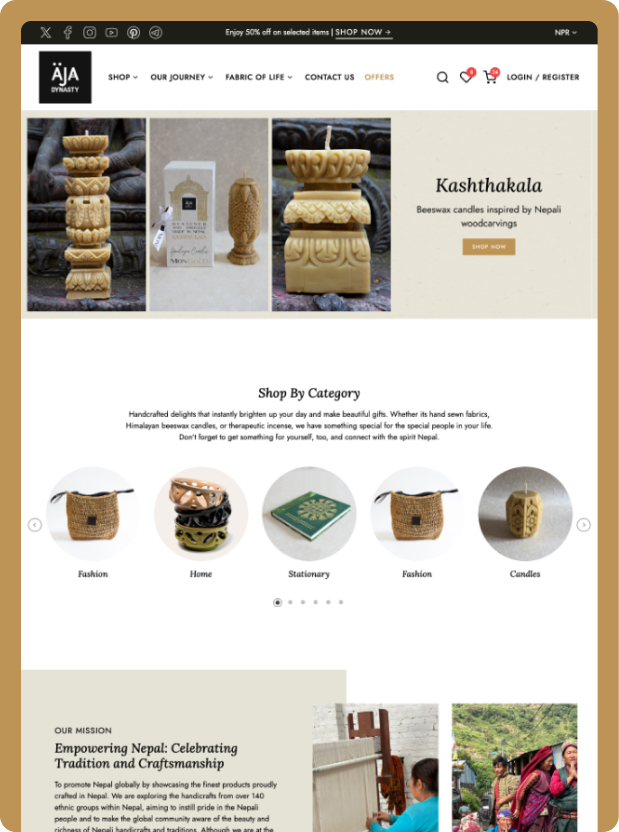 Enjoy 50% off on selected items | SHOP NOW →
NPR
ÄJA
DYNASTY
SHOP
OUR JOURNEY
FABRIC OF LIFE
CONTACT US
OFFERS
LOGIN / REGISTER
Kashthakala
Beeswax candles inspired by Nepali
woodcarvings
SHOP NOW
Shop By Category
Handcrafted delights that instantly brighten up your day and make beautiful gifts. Whether its hand sewn fabrics,
Himalayan beeswax candles, or therapeutic incense, we have something special for the special people in your life.
Don't forget to get something for yourself, too, and connect with the spirit Nepal.
Fashion
Home
Stationary
Fashion
Candles
OUR MISSION
Empowering Nepal: Celebrating
Tradition and Craftsmanship
To promote Nepal globally by showcasing the finest products proudly
crafted in Nepal. We are exploring the handicrafts from over 140
ethnic groups within Nepal, aiming to instill pride in the Nepali
people and to make the global community aware of the beauty and
richness of Nepali handicrafts and traditions. Although we are at the